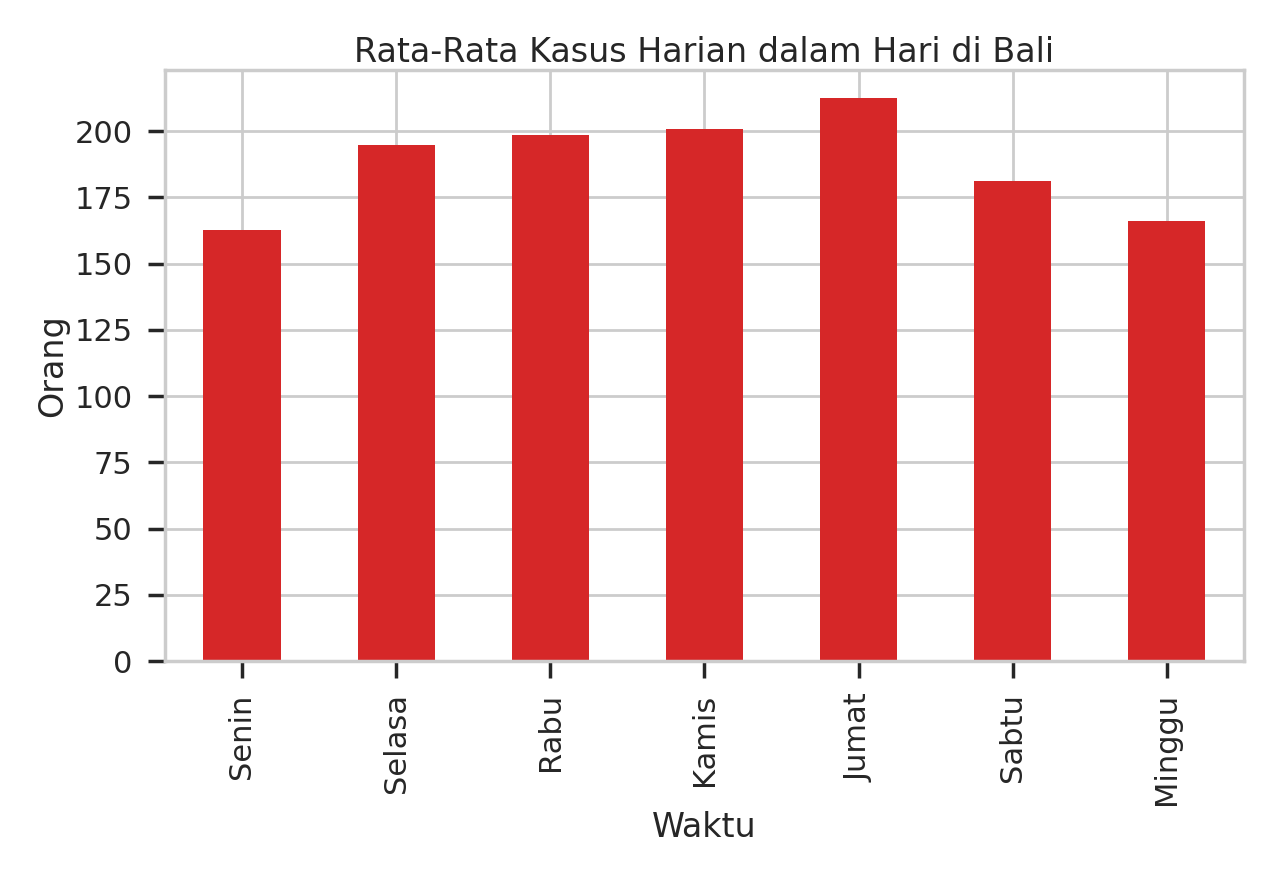 Rata-Rata Kasus Harian dalam Hari di Bali
Orang
200
175
150
125
100
75
50
25
0
Senin
Selasa
Rabu
Kamis
Jumat
Sabtu
Minggu
Waktu